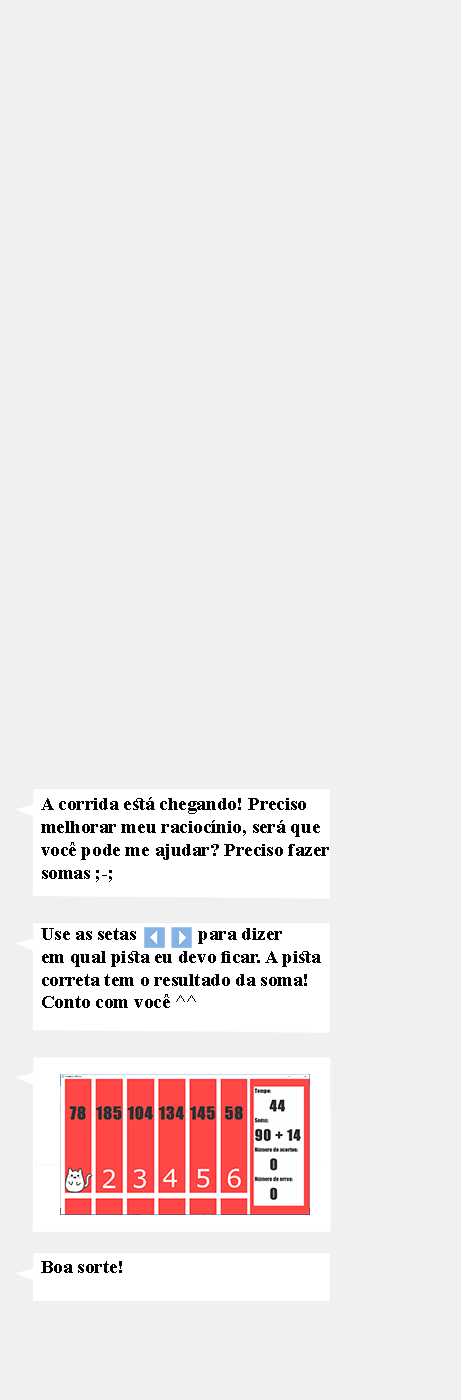 A corrida está chegando! Preciso
melhorar meu raciocínio, será que
você pode me ajudar? Preciso fazer
somas ;-;
Use as setas para dizer
em qual pista eu devo ficar. A pista
correta tem o resultado da soma!
Conto com você ^^
78 185 104 134 145 58
2 3 4 5 6
Tempo:
44
Soma:
90 + 14
Número de acertos:
0
Número de erros:
0
Boa sorte!